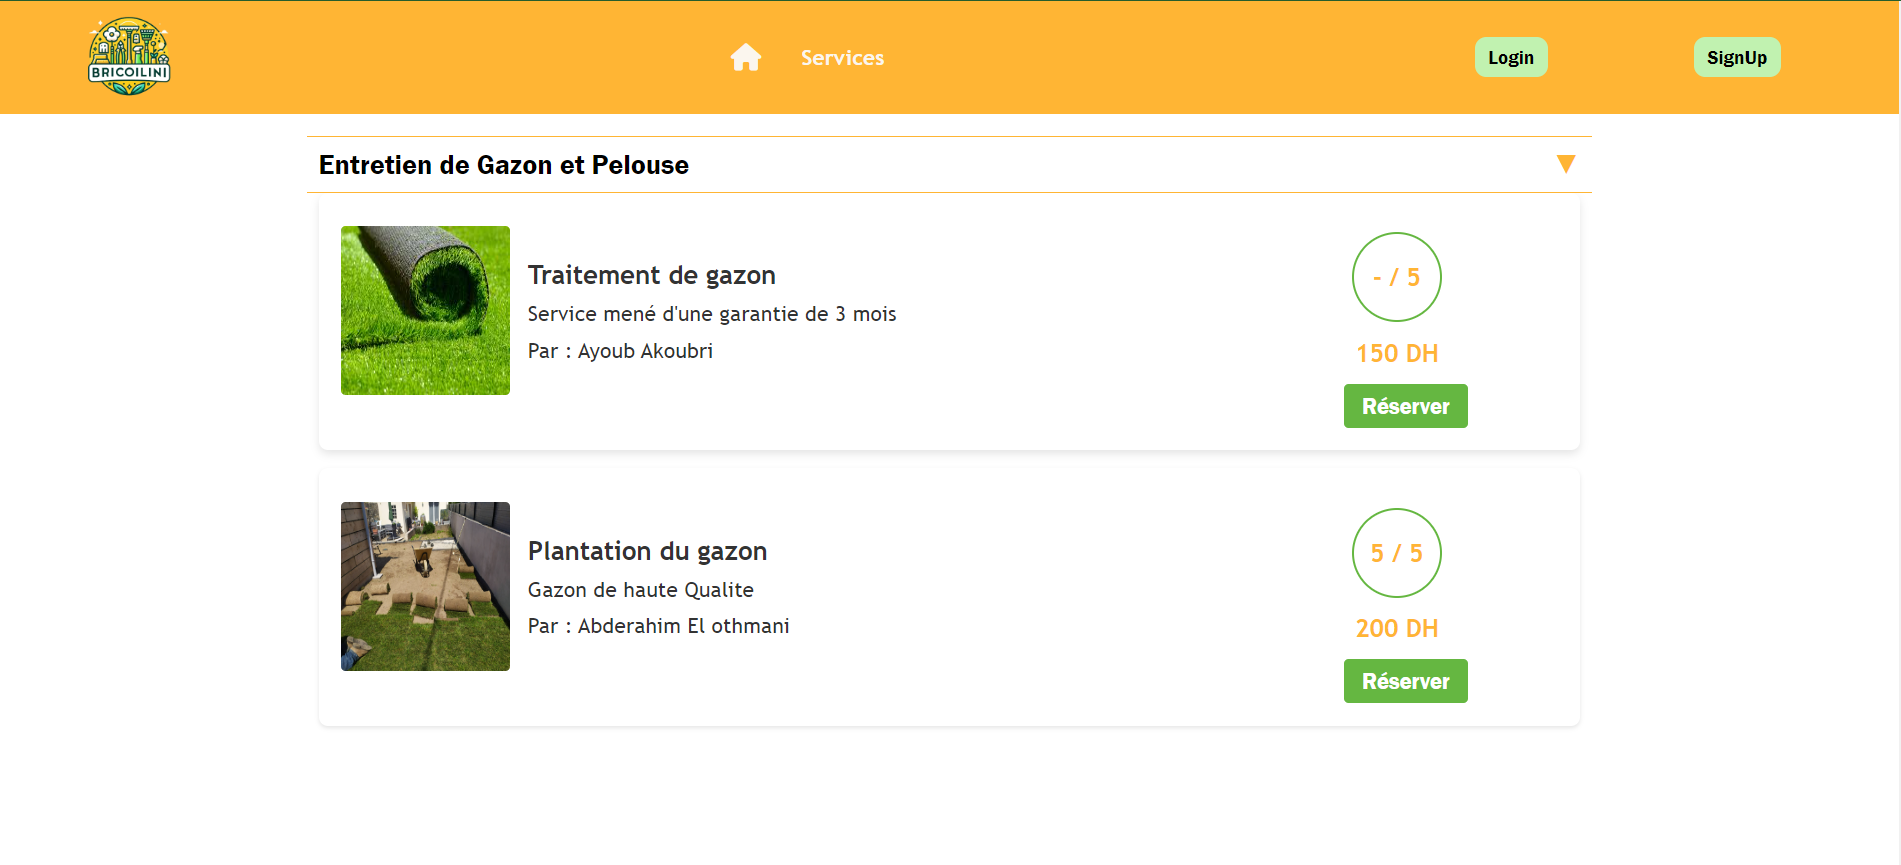 BRICOILINI
Services
Login
SignUp
Entretien de Gazon et Pelouse
Traitement de gazon
Service mené d'une garantie de 3 mois
Par : Ayoub Akoubri
- / 5
150 DH
Réserver
Plantation du gazon
Gazon de haute Qualite
Par : Abderahim El othmani
5 / 5
200 DH
Réserver